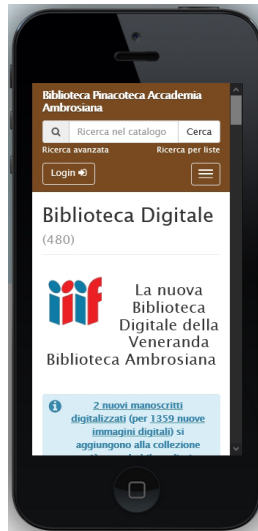 Biblioteca Pinacoteca Accademia
Ambrosiana
Ricerca nel catalogo Cerca
Ricerca avanzata Ricerca per liste
Login
Biblioteca Digitale
(480)
iiif
La nuova
Biblioteca
Digitale della
Veneranda
Biblioteca Ambrosiana
2 nuovi manoscritti
digitalizzati (per 1359 nuove
immagini digitali) si
aggiungono alla collezione